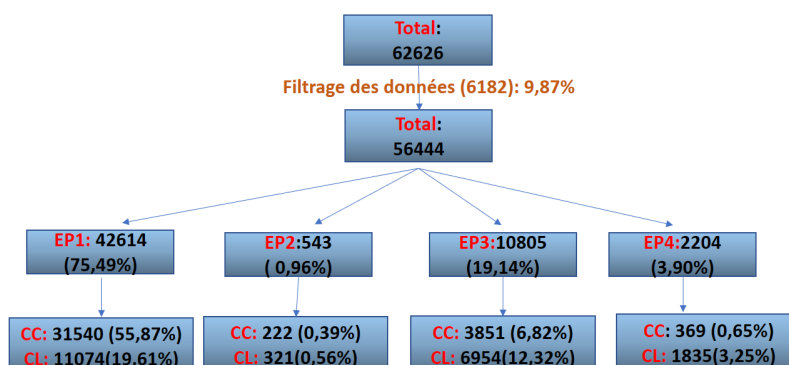 Total:
62626
Filtrage des données (6182): 9,87%
Total:
56444
EP1: 42614
(75,49%)
EP2:543
( 0,96%)
EP3:10805
(19,14%)
EP4:2204
(3,90%)
CC: 31540 (55,87%)
CL: 11074(19,61%)
CC: 222 (0,39%)
CL: 321(0,56%)
CC: 3851 (6,82%)
CL: 6954(12,32%)
CC: 369 (0,65%)
CL: 1835(3,25%)